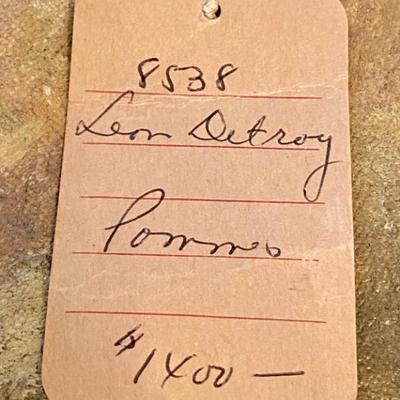 8538
Leon Detroy
Pommes
$1400 —